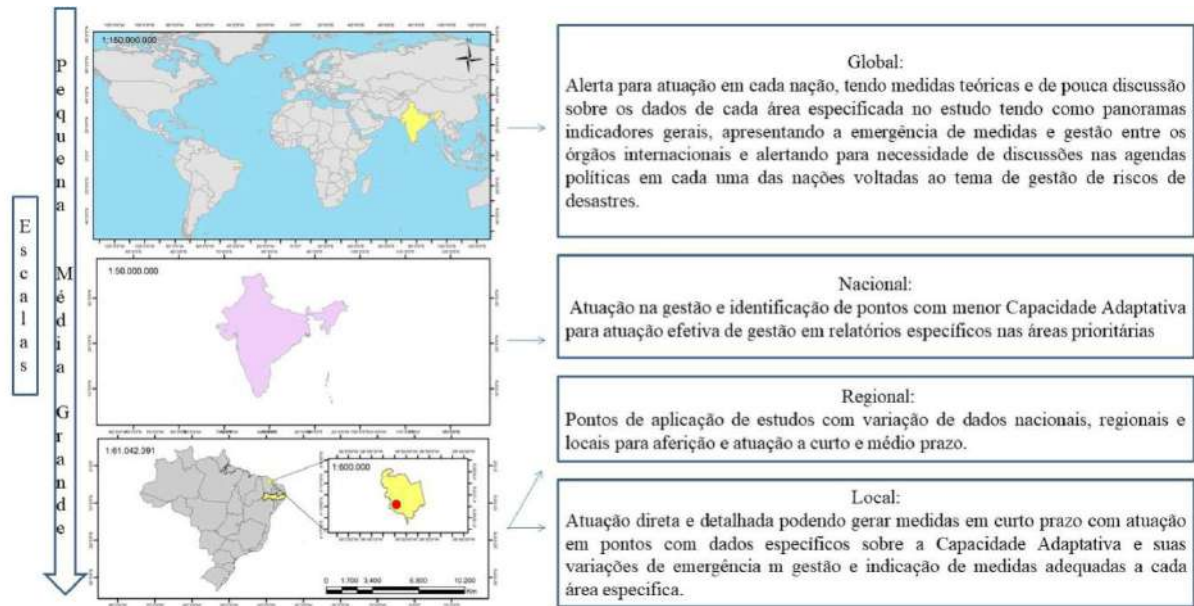 Escalas
Pequena
Média
Grande
1:150.000.000
N
Global:
Alerta para atuação em cada nação, tendo medidas teóricas e de pouca discussão
sobre os dados de cada área especificada no estudo tendo como panoramas
indicadores gerais, apresentando a emergência de medidas e gestão entre os
órgãos internacionais e alertando para necessidade de discussões nas agendas
políticas em cada uma das nações voltadas ao tema de gestão de riscos de
desastres.
1:50.000.000
Nacional:
Atuação na gestão e identificação de pontos com menor Capacidade Adaptativa
para atuação efetiva de gestão em relatórios específicos nas áreas prioritárias
Regional:
Pontos de aplicação de estudos com variação de dados nacionais, regionais e
locais para aferição e atuação a curto e médio prazo.
1:61.042.391
1:600.000
0 1.700 3.400 6.800 10.200
Km
Local:
Atuação direta e detalhada podendo gerar medidas em curto prazo com atuação
em pontos com dados específicos sobre a Capacidade Adaptativa e suas
variações de emergência m gestão e indicação de medidas adequadas a cada
área especifica.